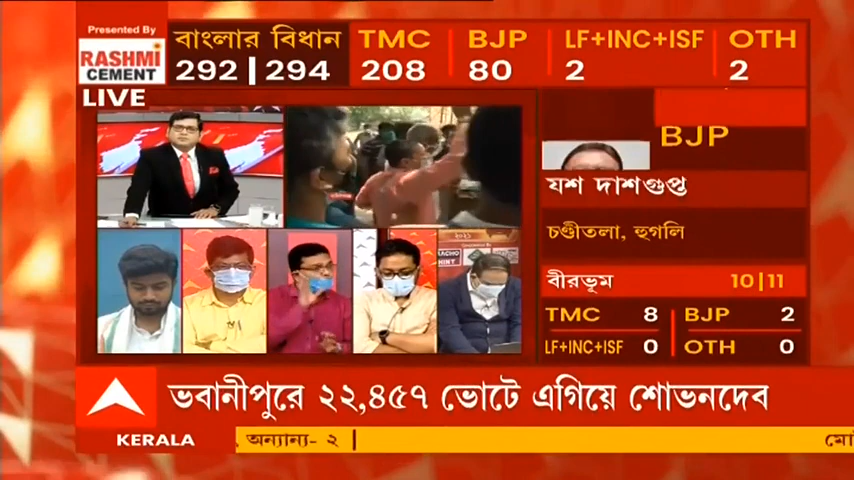 Presented By
RASHMI
CEMENT
বাংলার বিধান
292 | 294
TMC
208
BJP
80
LF+INC+ISF
2
OTH
2
LIVE
BJP
যশ দাশগুপ্ত
চণ্ডীতলা, হুগলি
বীরভূম
10|11
TMC 8
BJP 2
LF+INC+ISF 0
OTH 0
ভবানীপুরে ২২,৪৫৭ ভোটে এগিয়ে শোভনদেব
KERALA
, অন্যান্য- ২ |